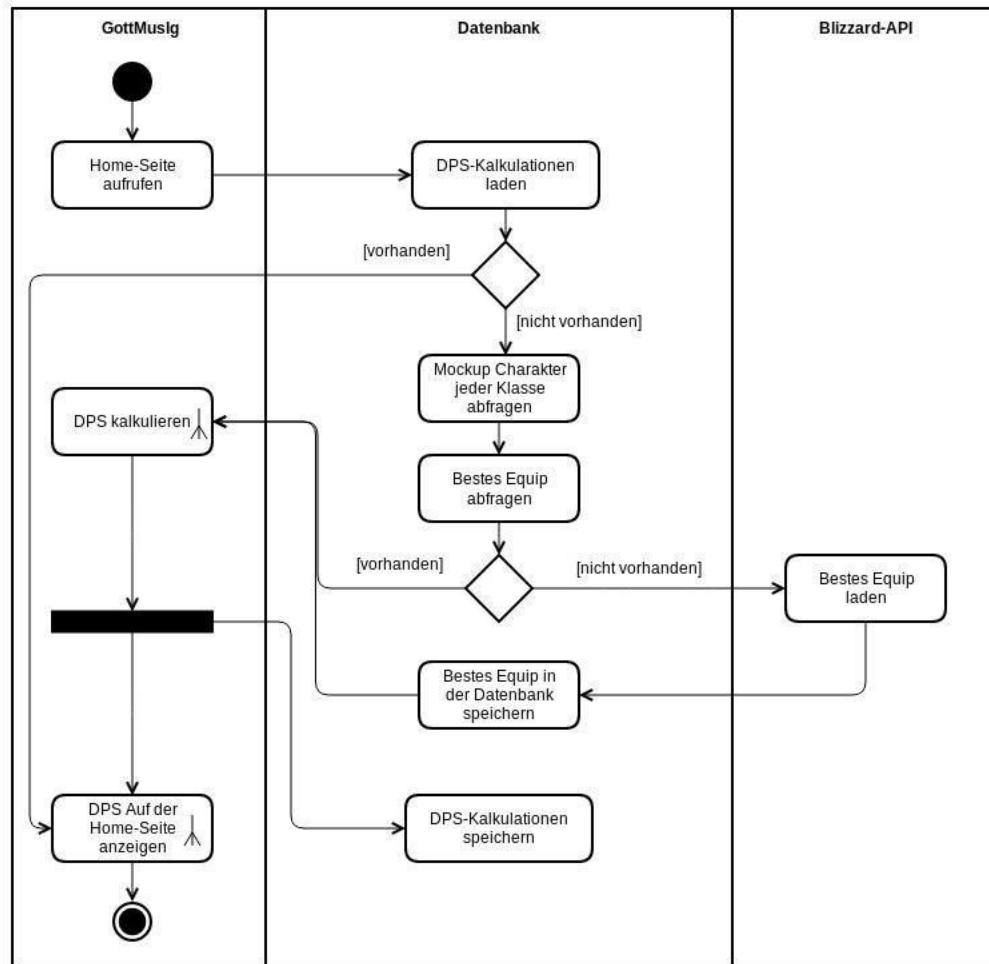 GottMusIg
Datenbank
Blizzard-API
Home-Seite
aufrufen
DPS-Kalkulationen
laden
[vorhanden]
[nicht vorhanden]
Mockup Charakter
jeder Klasse
abfragen
DPS kalkulieren
Bestes Equip
abfragen
[vorhanden]
[nicht vorhanden]
Bestes Equip
laden
Bestes Equip in
der Datenbank
speichern
DPS Auf der
Home-Seite
anzeigen
DPS-Kalkulationen
speichern